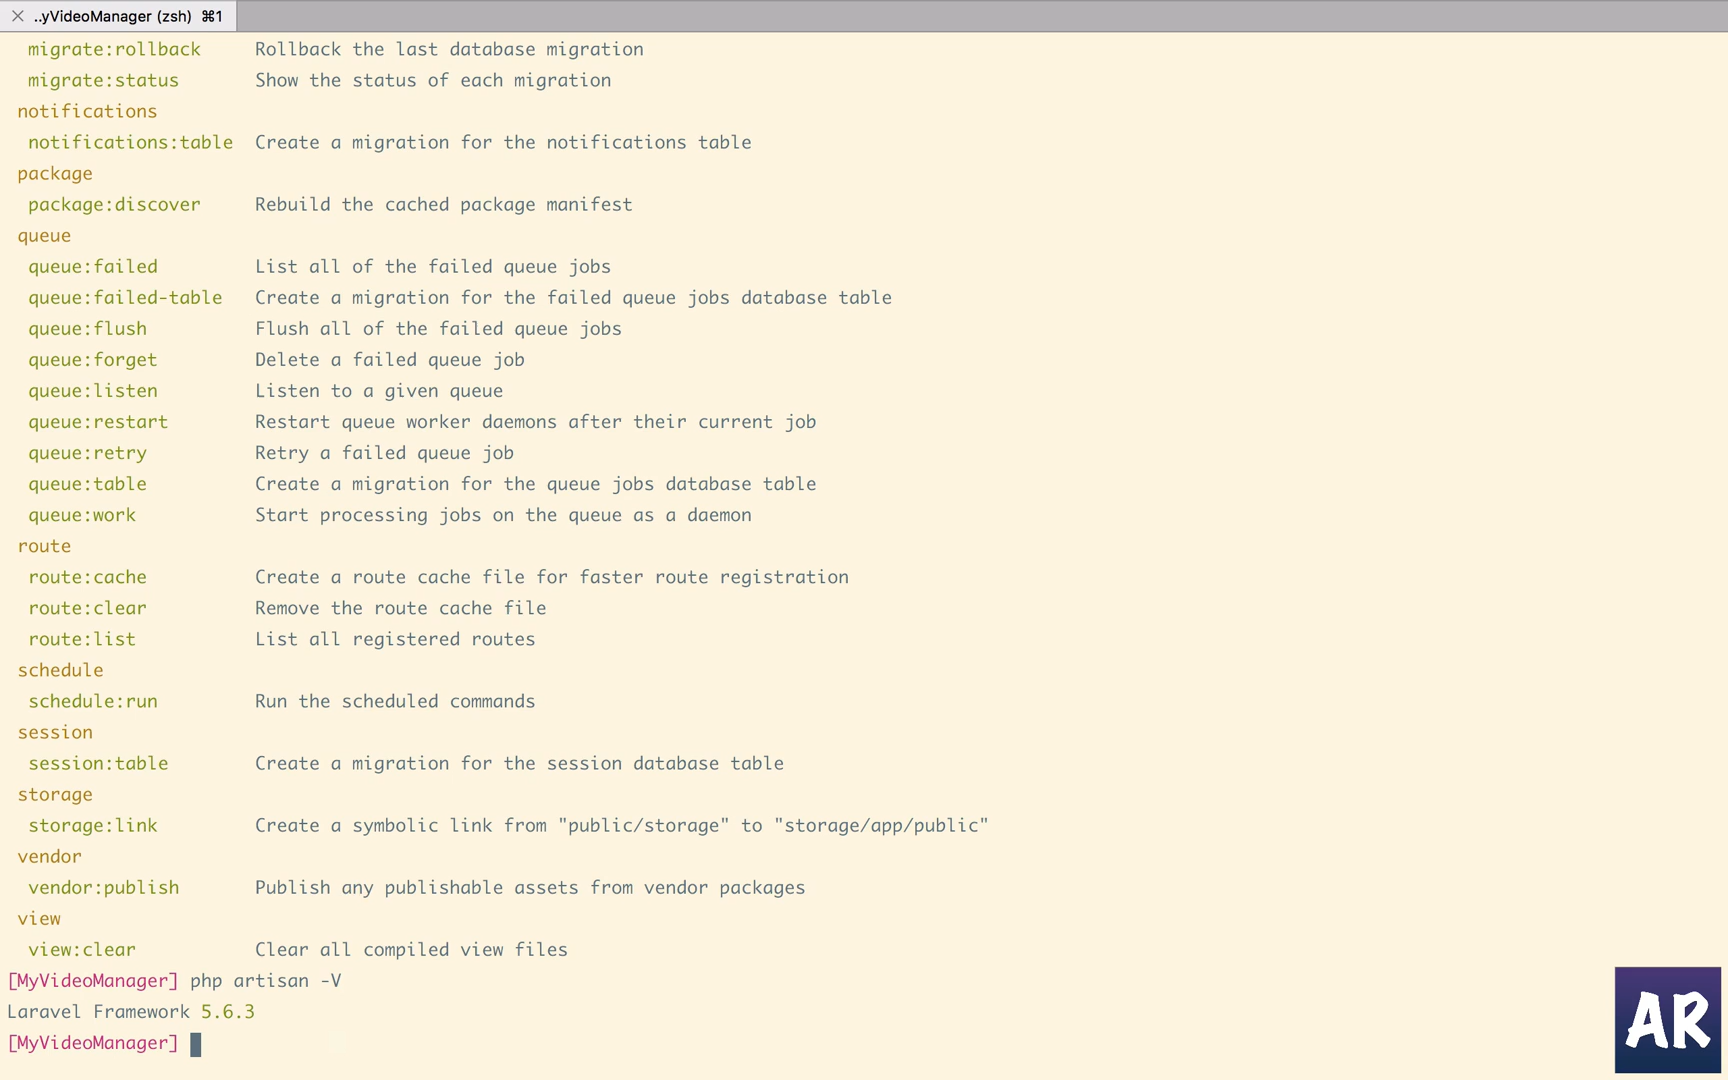 ..yVideoManager (zsh) ⌘1
migrate:rollback Rollback the last database migration
migrate:status Show the status of each migration
notifications
notifications:table Create a migration for the notifications table
package
package:discover Rebuild the cached package manifest
queue
queue:failed List all of the failed queue jobs
queue:failed-table Create a migration for the failed queue jobs database table
queue:flush Flush all of the failed queue jobs
queue:forget Delete a failed queue job
queue:listen Listen to a given queue
queue:restart Restart queue worker daemons after their current job
queue:retry Retry a failed queue job
queue:table Create a migration for the queue jobs database table
queue:work Start processing jobs on the queue as a daemon
route
route:cache Create a route cache file for faster route registration
route:clear Remove the route cache file
route:list List all registered routes
schedule
schedule:run Run the scheduled commands
session
session:table Create a migration for the session database table
storage
storage:link Create a symbolic link from "public/storage" to "storage/app/public"
vendor
vendor:publish Publish any publishable assets from vendor packages
view
view:clear Clear all compiled view files
[MyVideoManager] php artisan -V
Laravel Framework 5.6.3
[MyVideoManager]
AR